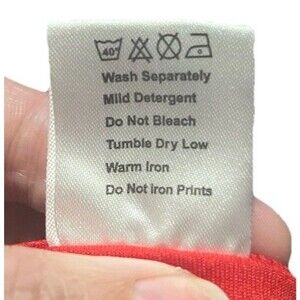 40°
Wash Separately
Mild Detergent
Do Not Bleach
Tumble Dry Low
Warm Iron
Do Not Iron Prints